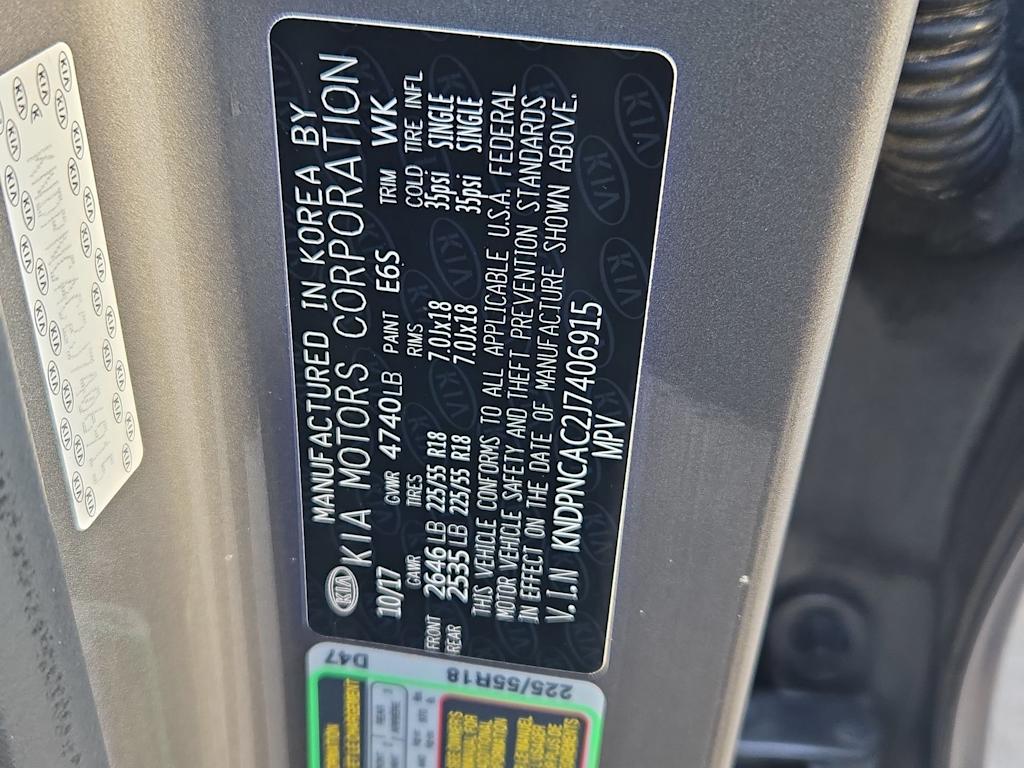 MANUFACTURED IN KOREA BY
KIA KIA MOTORS CORPORATION
10/17 GVWR 4740LB PAINT E6S TRIM WK
GAWR TIRES RIMS COLD TIRE INFL
FRONT 2646LB 225/55 R18 7.0Jx18 35psi SINGLE
REAR 2535LB 225/55 R18 7.0Jx18 35psi SINGLE
THIS VEHICLE CONFORMS TO ALL APPLICABLE U.S.A. FEDERAL
MOTOR VEHICLE SAFETY AND THEFT PREVENTION STANDARDS
IN EFFECT ON THE DATE OF MANUFACTURE SHOWN ABOVE.
V.I.N KNDPNCAC2J7406915
MPV
225/55R18
D47